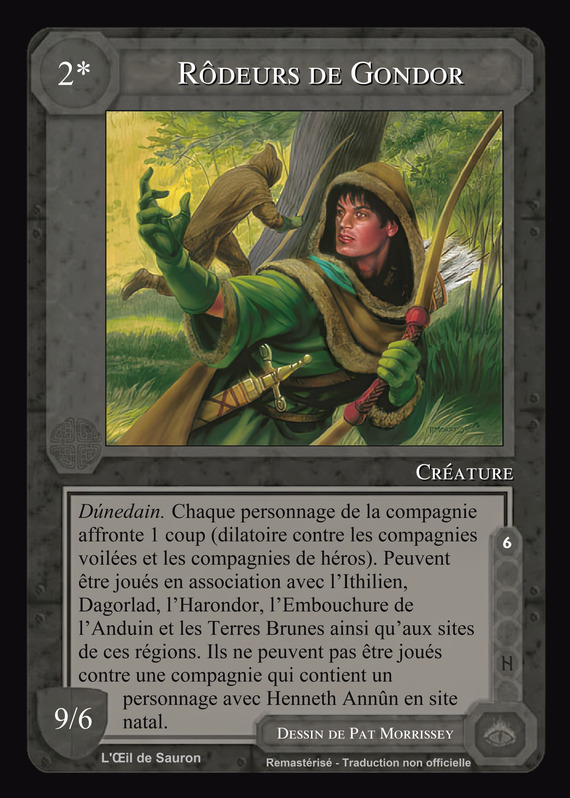 2*
RÔDEURS DE GONDOR
CRÉATURE
Dúnedain. Chaque personnage de la compagnie
affronte 1 coup (dilatoire contre les compagnies
voilées et les compagnies de héros). Peuvent
être joués en association avec l'Ithilien,
Dagorlad, l'Harondor, l'Embouchure de
l'Anduin et les Terres Brunes ainsi qu'aux sites
de ces régions. Ils ne peuvent pas être joués
contre une compagnie qui contient un
personnage avec Henneth Annûn en site
natal.
6
9/6
DESSIN DE PAT MORRISSEY
L'Œil de Sauron
Remastérisé - Traduction non officielle